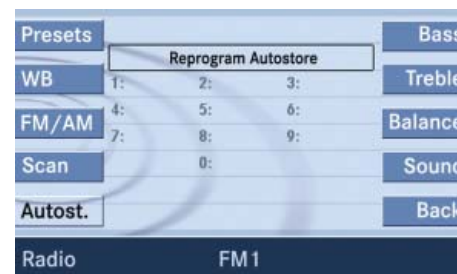 Presets
Bass
Reprogram Autostore
WB
1: 2: 3:
Treble
FM/AM
4: 5: 6:
Balance
7: 8: 9:
Scan
0:
Sound
Autost.
Back
Radio FM1